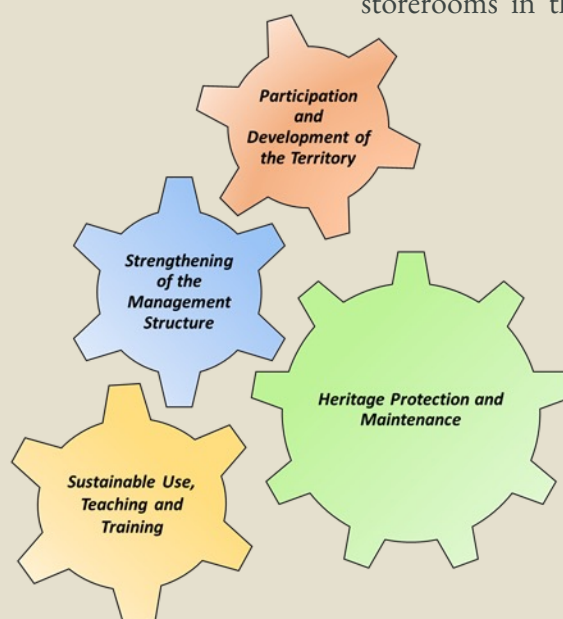 storerooms in
Participation
and
Development of
the Territory
Strengthening
of the
Management
Structure
Heritage Protection and
Maintenance
Sustainable Use,
Teaching and
Training